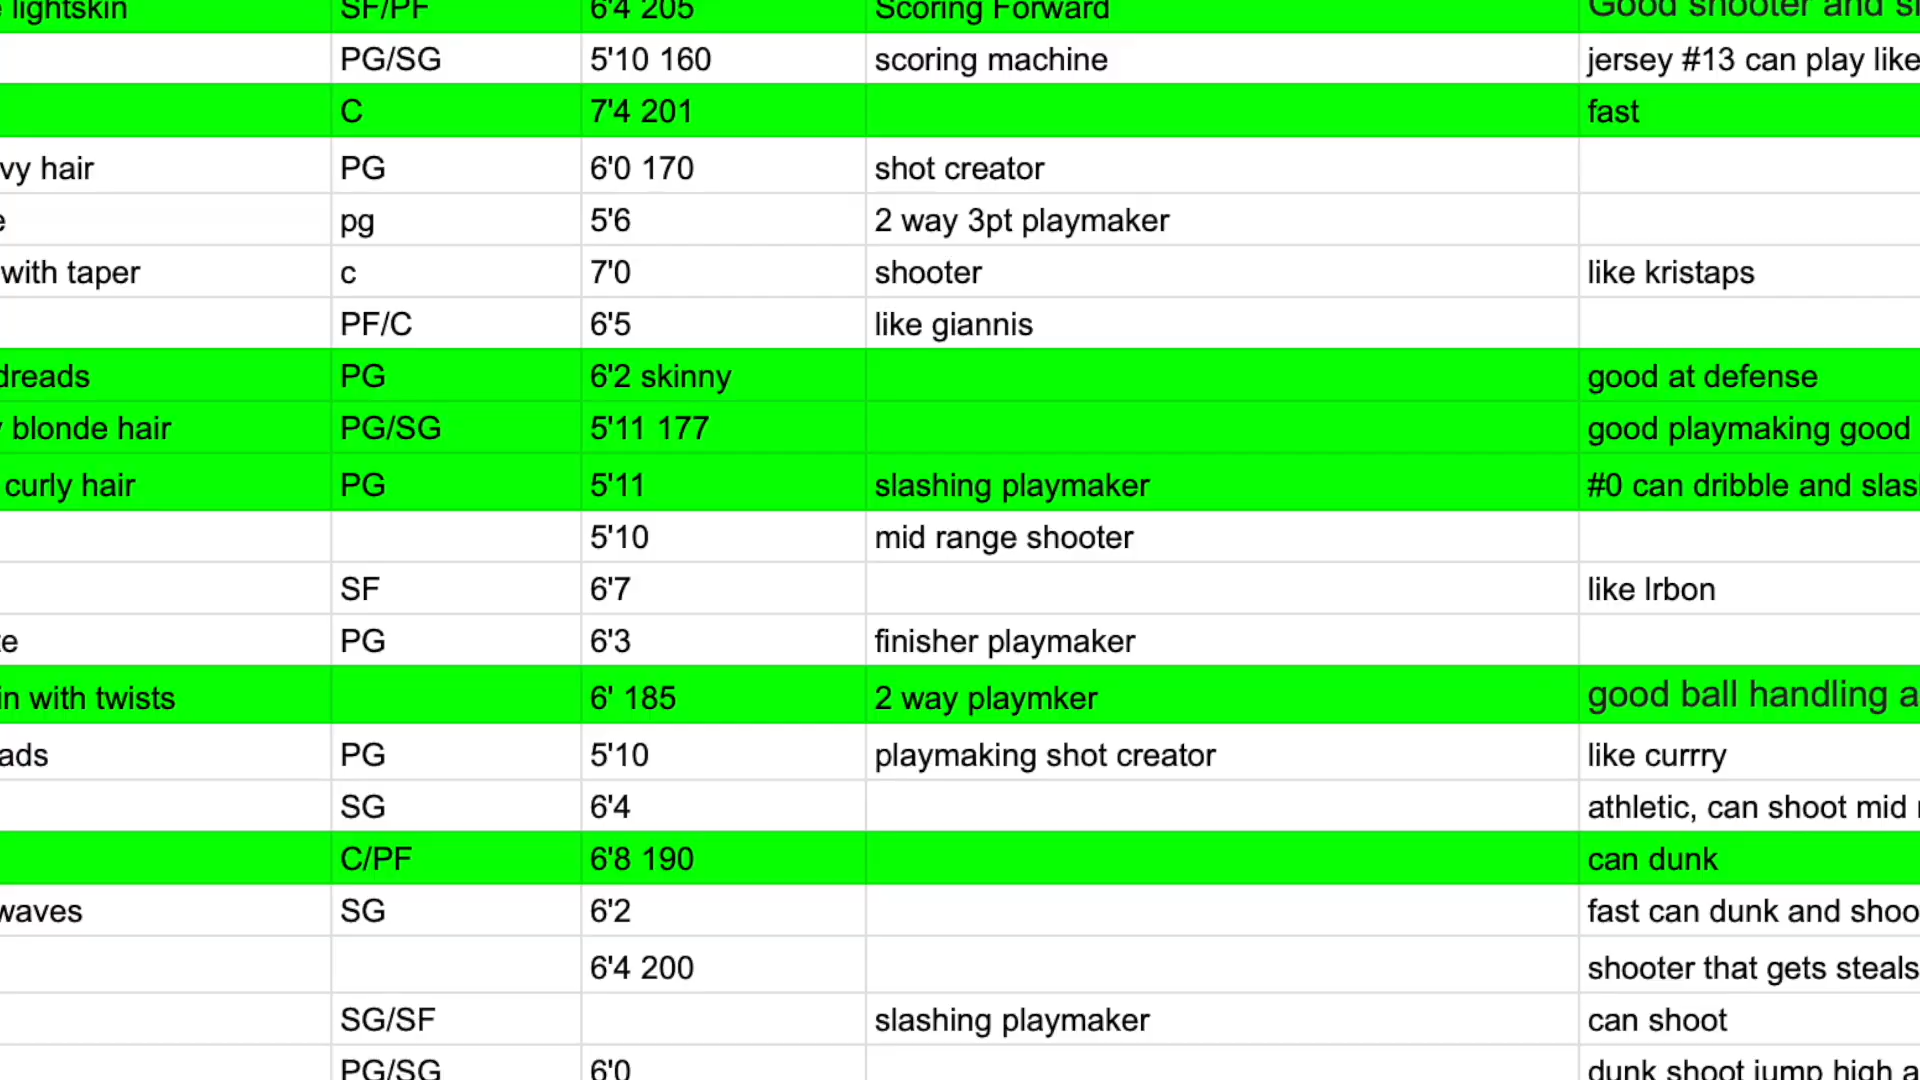 lightskin SF/PF 6'4 205 Scoring Forward Good shooter and
PG/SG 5'10 160 scoring machine jersey #13 can play like
C 7'4 201 fast
vy hair PG 6'0 170 shot creator
e pg 5'6 2 way 3pt playmaker
with taper c 7'0 shooter like kristaps
PF/C 6'5 like giannis
dreads PG 6'2 skinny good at defense
blonde hair PG/SG 5'11 177 good playmaking good
curly hair PG 5'11 slashing playmaker #0 can dribble and slas
5'10 mid range shooter
SF 6'7 like lrbon
te PG 6'3 finisher playmaker
in with twists 6' 185 2 way playmker good ball handling a
ads PG 5'10 playmaking shot creator like currry
SG 6'4 athletic, can shoot mid
C/PF 6'8 190 can dunk
waves SG 6'2 fast can dunk and shoo
6'4 200 shooter that gets steals
SG/SF slashing playmaker can shoot
PG/SG 6'0 dunk shoot jump high a